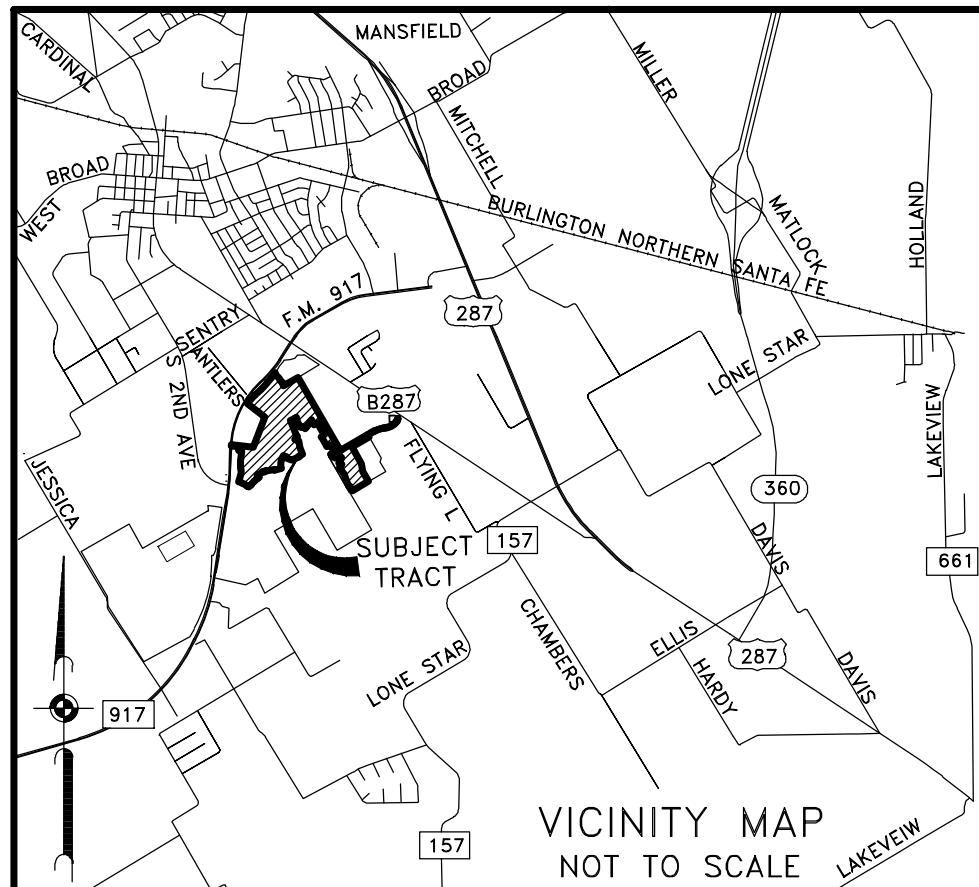 CARDINAL
MANSFIELD
BROAD
MILLER
MITCHELL
WEST BROAD
BURLINGTON NORTHERN SANTA FE
MATLOCK
HOLLAND
F.M. 917
SENTRY
287
ANTLERS
S 2ND AVE
LONE STAR
B287
LAKEVIEW
FLYING L
JESSICA
360
SUBJECT
TRACT
157
DAVIS
661
CHAMBERS
ELLIS
LONE STAR
287
HARDY
DAVIS
917
VICINITY MAP
NOT TO SCALE
157
LAKEVEIW